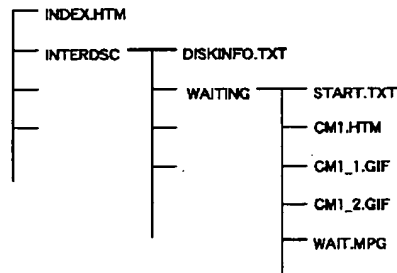 INDEX.HTM
INTERDSC
DISKINFO.TXT
WAITING
START.TXT
CM1.HTM
CM1_1.GIF
CM1_2.GIF
WAIT.MPG